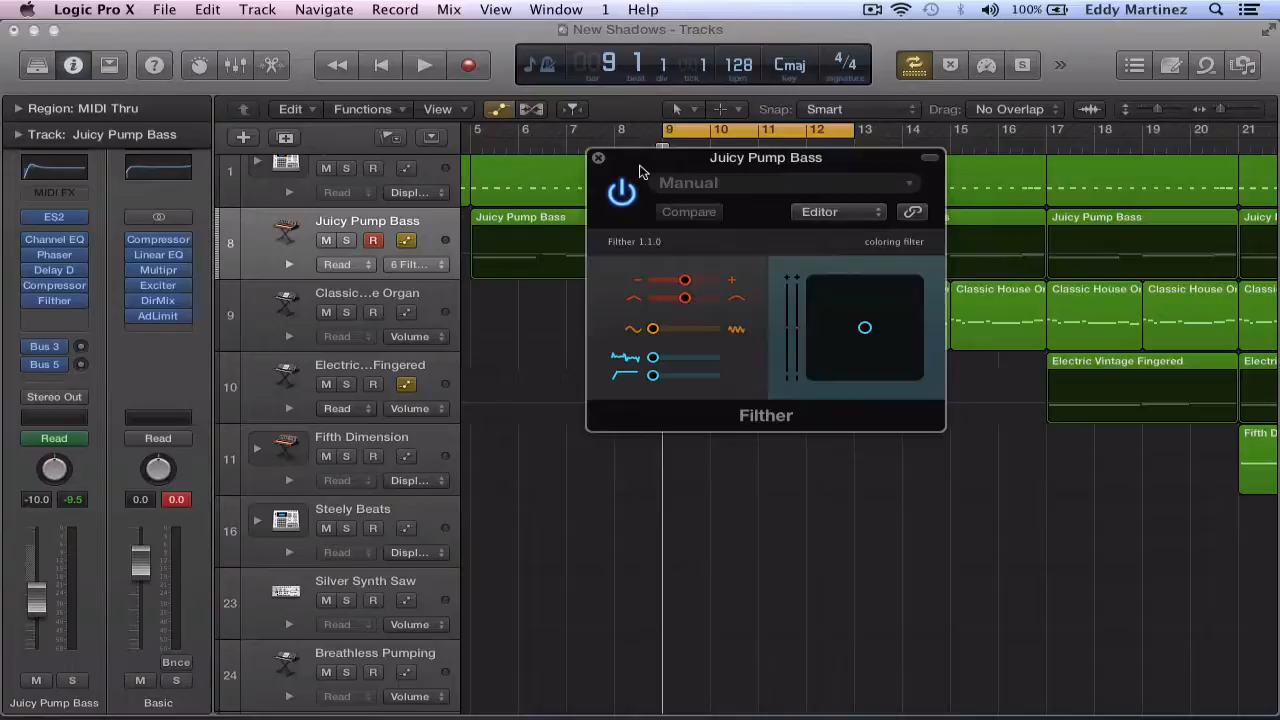 Logic Pro X File Edit Track Navigate Record Mix View Window 1 Help 100% Eddy Martinez
New Shadows - Tracks
9 1 1 1 128 Cmaj 4/4
bar beat div tick bpm key signature
S
Region: MIDI Thru
Edit Functions View Snap: Smart Drag: No Overlap
Track: Juicy Pump Bass
5 6 7 8 9 10 11 12 13 14 15 16 17 18 19 20 21
MIDI FX
ES2
Channel EQ
Phaser
Delay D
Compressor
Filther
Bus 3
Bus 5
Stereo Out
Read
-10.0 -9.5
M S
Juicy Pump Bass
Compressor
Linear EQ
Multipr
Exciter
DirMix
AdLimit
Read
0.0 0.0
Bnce
M S
Basic
1 M S R
Read Displ...
8 Juicy Pump Bass
M S R
Read 6 Filt...
9 Classic...e Organ
M S R
Read Volume
10 Electric...Fingered
M S R
Read Volume
11 Fifth Dimension
M S R
Read Displ...
16 Steely Beats
M S R
Read Displ...
23 Silver Synth Saw
M S R
Read Volume
24 Breathless Pumping
M S R
Read Volume
Juicy Pump Bass
Juicy Pump Bass
Classic House Or
Classic House Or
Classic House Or
Electric Vintage Fingered
Fifth D
Juicy Pump Bass
Manual
Compare Editor
Filther 1.1.0 coloring filter
Filther